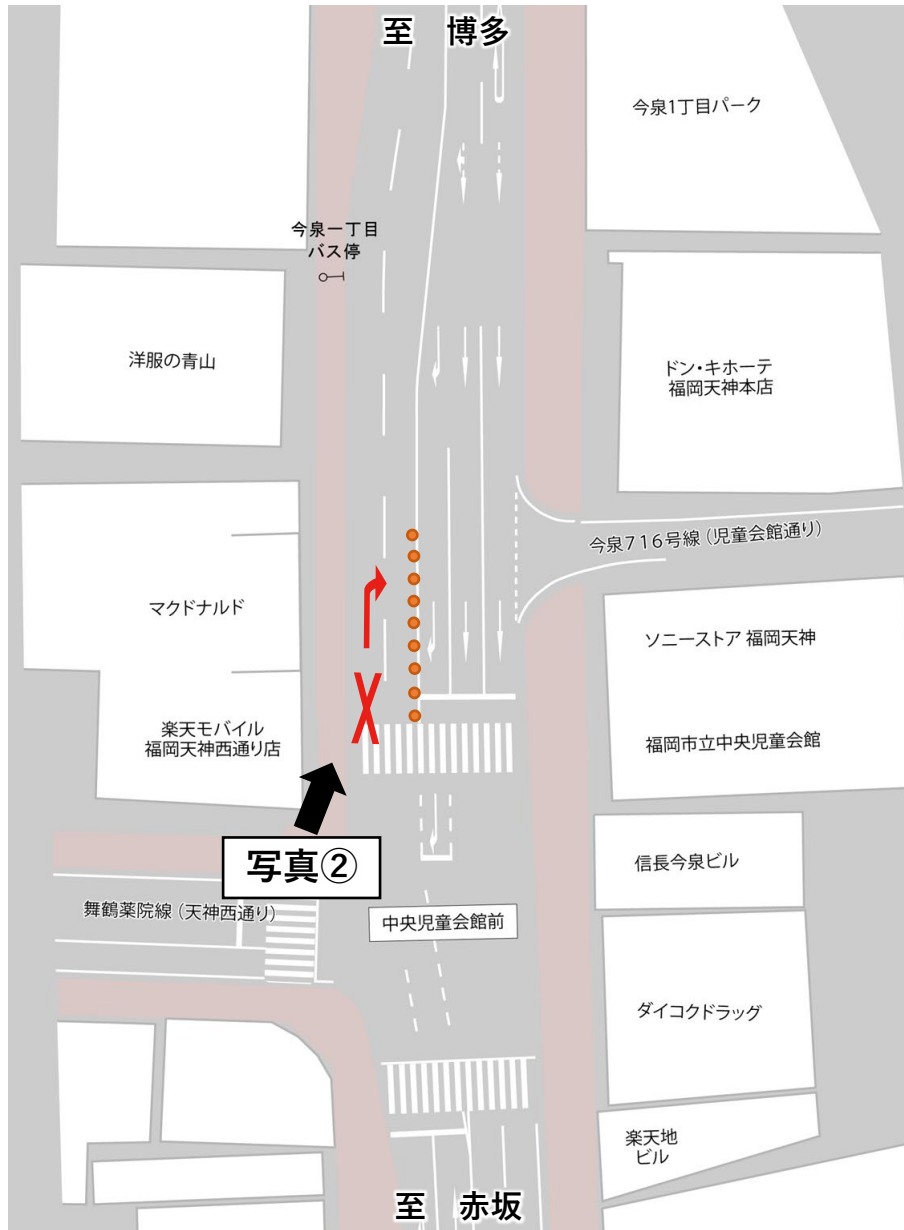 至 博多
今泉1丁目パーク
今泉一丁目
バス停
洋服の青山
ドン・キホーテ
福岡天神本店
今泉716号線(児童会館通り)
マクドナルド
ソニーストア 福岡天神
楽天モバイル
福岡天神西通り店
福岡市立中央児童会館
写真②
信長今泉ビル
舞鶴薬院線(天神西通り)
中央児童会館前
ダイコクドラッグ
楽天地
ビル
至 赤坂